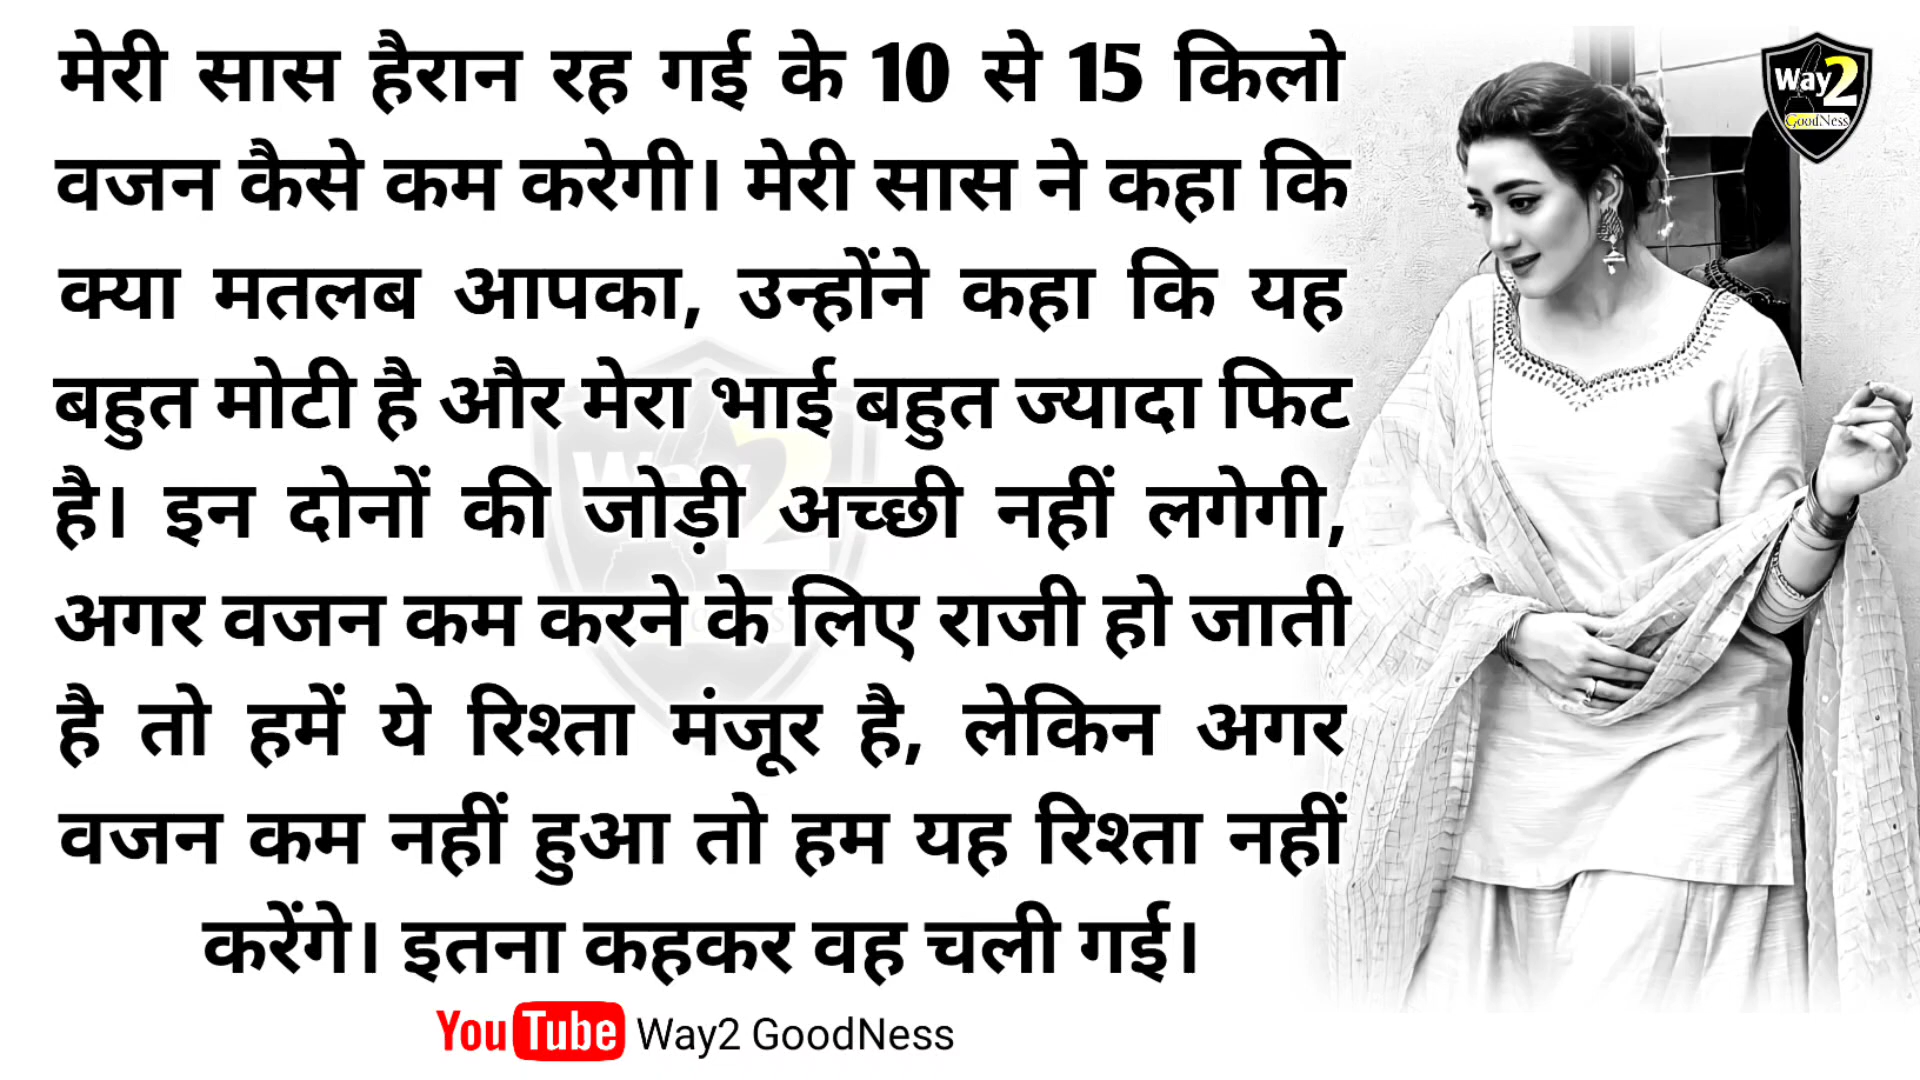 मेरी सास हैरान रह गई के 10 से 15 किलो
वजन कैसे कम करेगी। मेरी सास ने कहा कि
क्या मतलब आपका, उन्होंने कहा कि यह
बहुत मोटी है और मेरा भाई बहुत ज्यादा फिट
है। इन दोनों की जोड़ी अच्छी नहीं लगेगी,
अगर वजन कम करने के लिए राजी हो जाती
है तो हमें ये रिश्ता मंजूर है, लेकिन अगर
वजन कम नहीं हुआ तो हम यह रिश्ता नहीं
करेंगे। इतना कहकर वह चली गई।
YouTube Way2 GoodNess
Way2
GoodNess